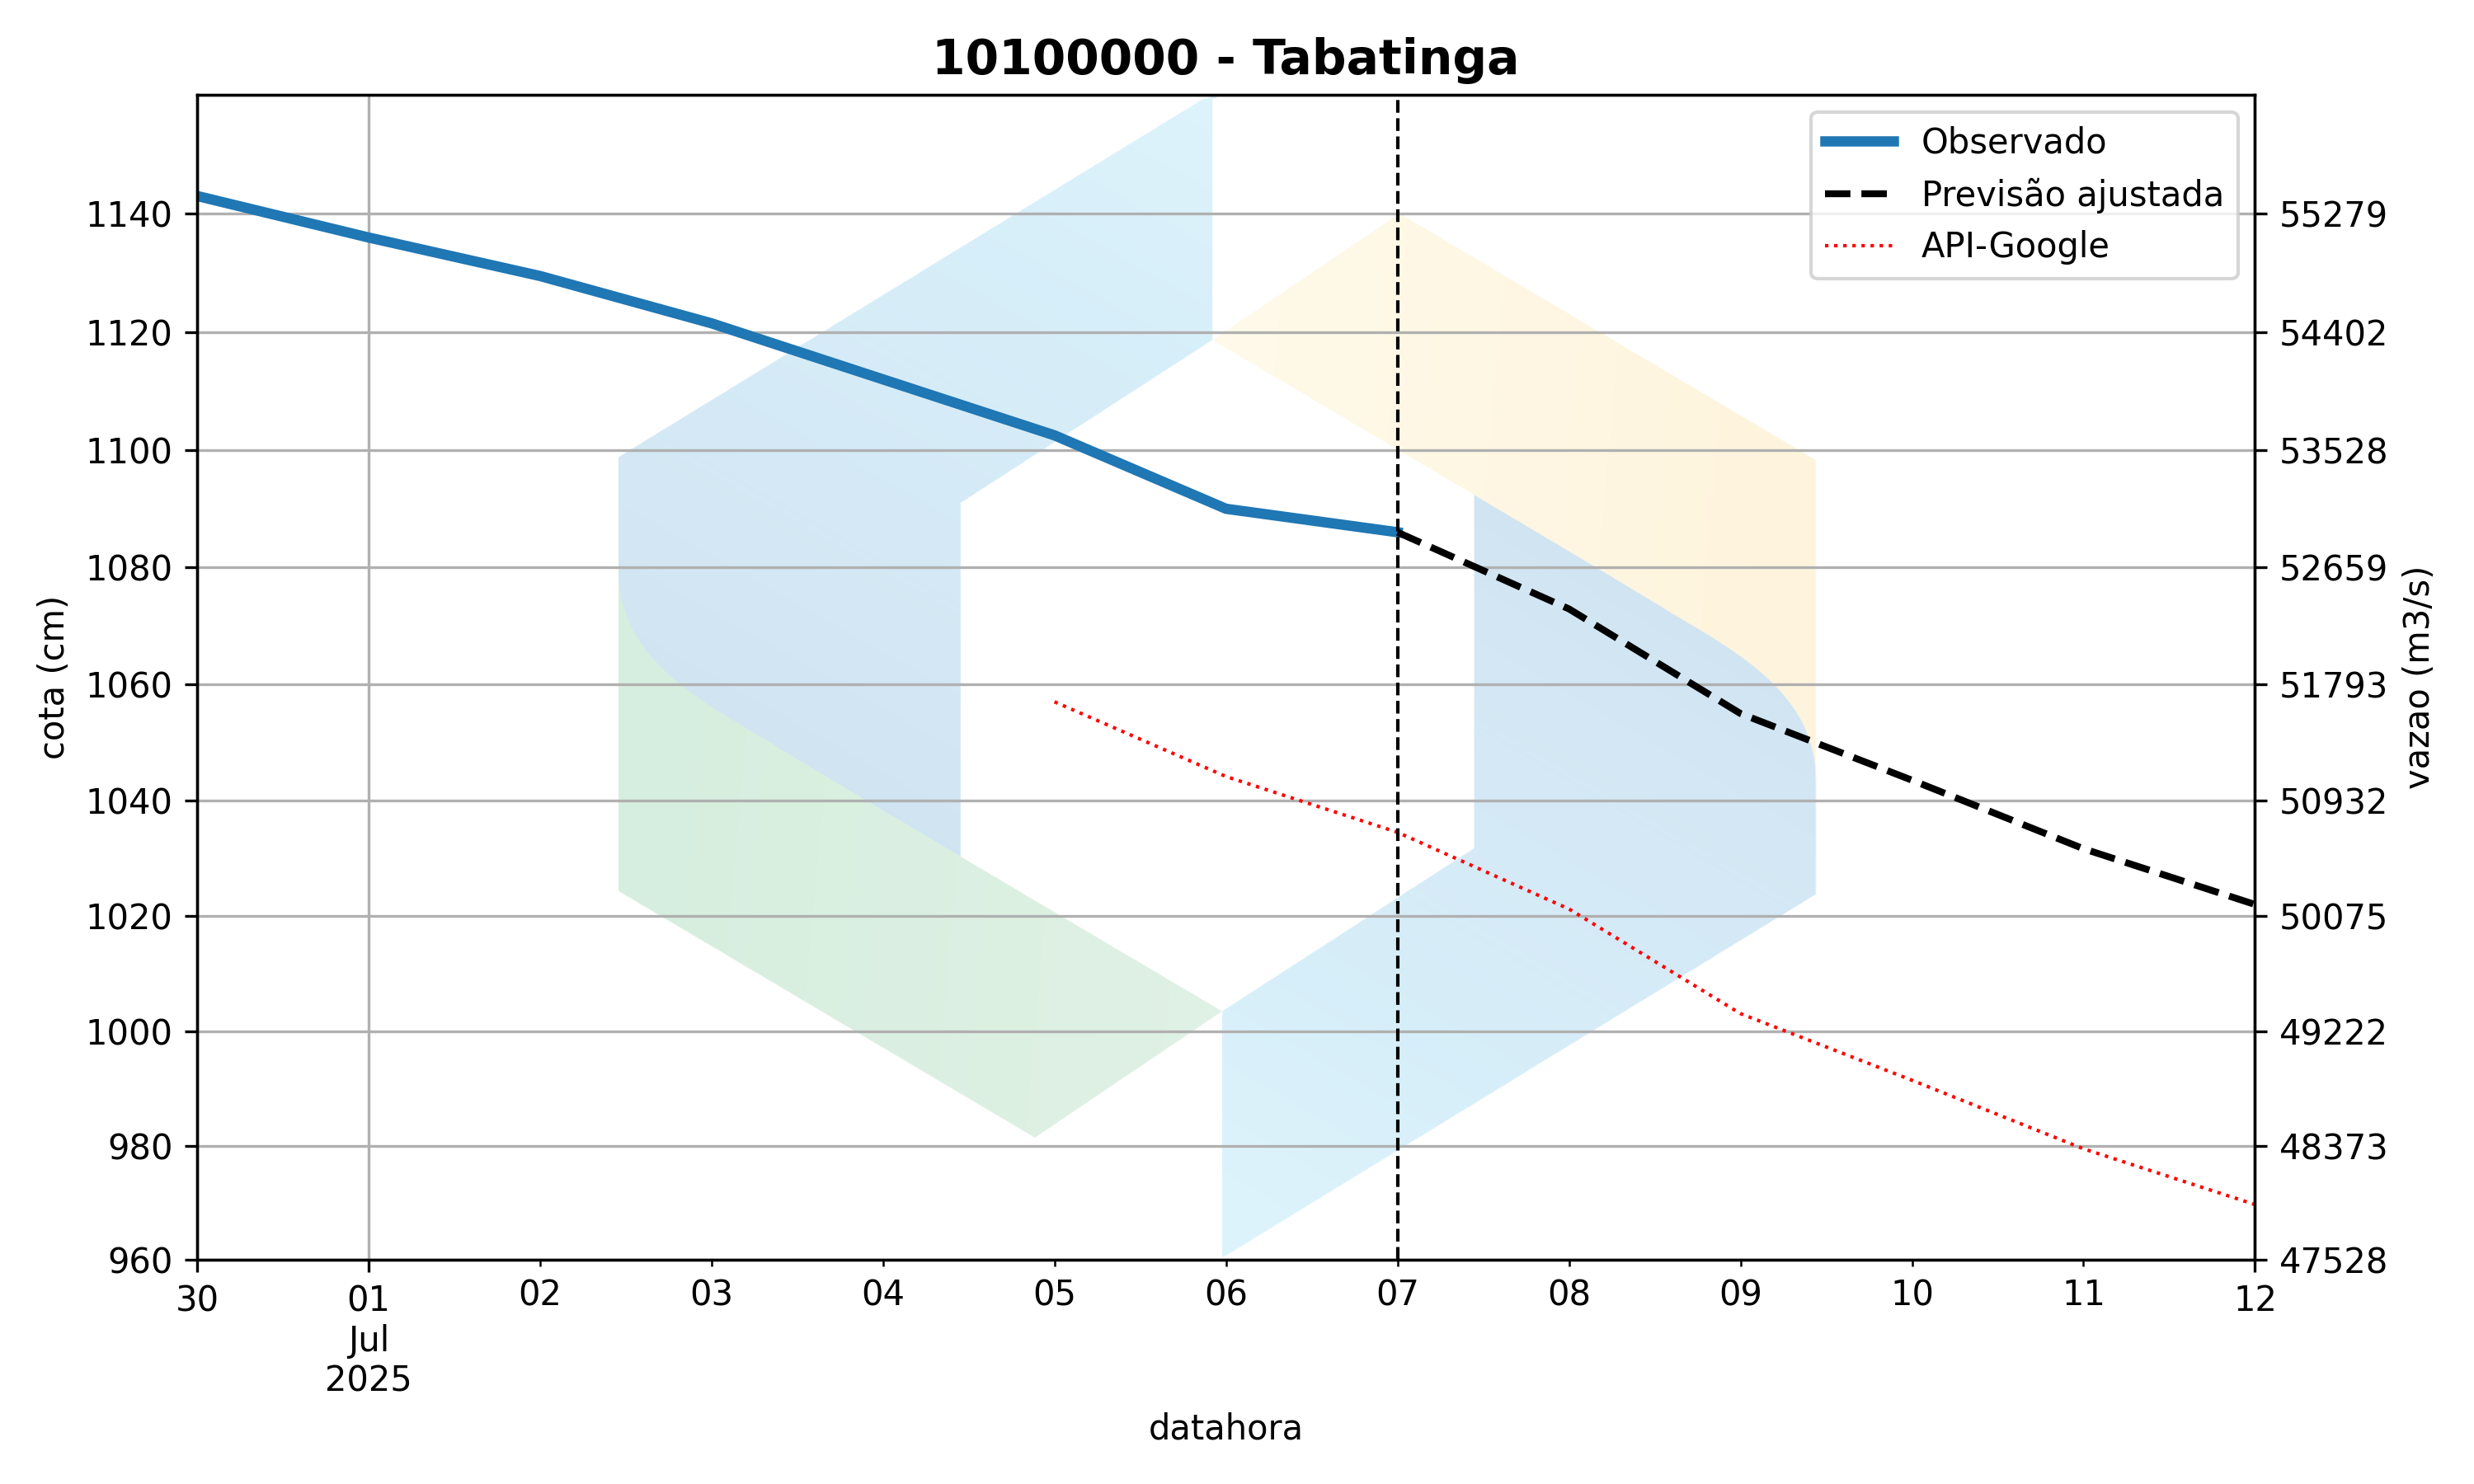 10100000 - Tabatinga
Observado
Previsão ajustada
API-Google
1140
1120
1100
1080
1060
1040
1020
1000
980
960
cota (cm)
55279
54402
53528
52659
51793
50932
50075
49222
48373
47528
vazao (m3/s)
30 01 02 03 04 05 06 07 08 09 10 11 12
Jul
2025
datahora